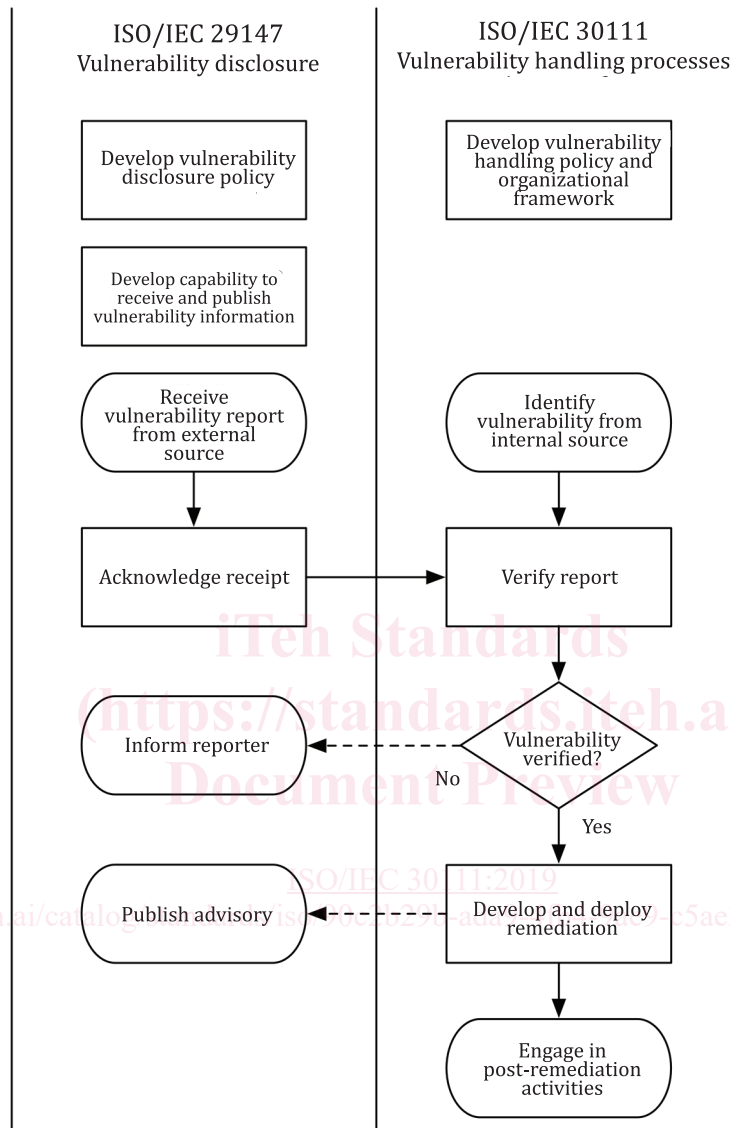 ISO/IEC 29147
Vulnerability disclosure
ISO/IEC 30111
Vulnerability handling processes
Develop vulnerability
disclosure policy
Develop vulnerability
handling policy and
organizational
framework
Develop capability to
receive and publish
vulnerability information
Receive
vulnerability report
from external
source
Identify
vulnerability from
internal source
Acknowledge receipt
Verify report
iTeh Standards
(https://standards.iteh.a
Inform reporter
Vulnerability
verified?
No
Document Preview
Yes
ISO/IEC 30111:2019
Publish advisory
Develop and deploy
remediation
Engage in
post-remediation
activities